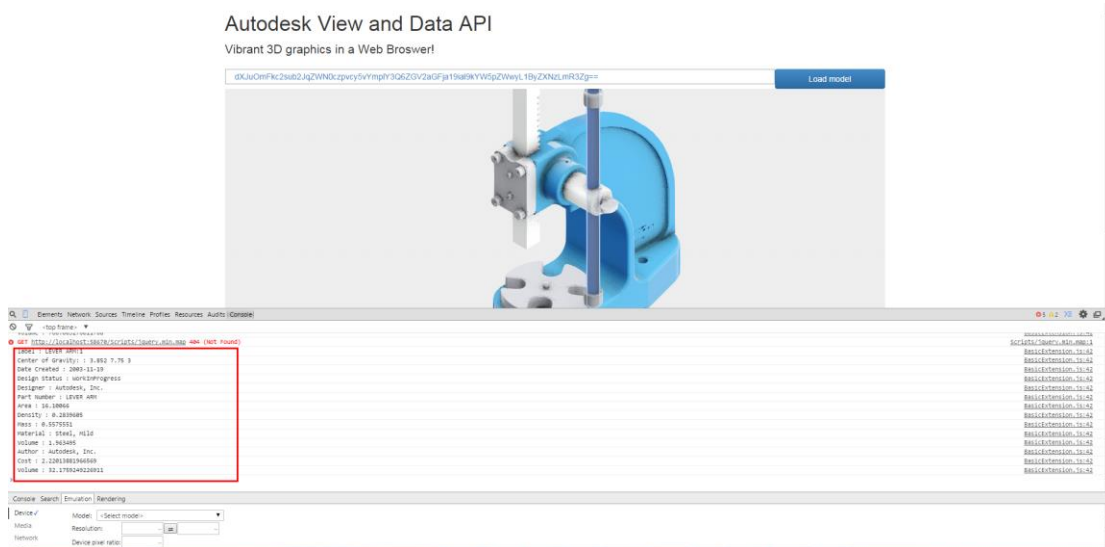 Autodesk View and Data API
Vibrant 3D graphics in a Web Broswer!
Load model
Elements Network Sources Timeline Profiles Resources Audits Console
<top frame>
GET http://localhost:58670/Scripts/jquery.min.map 404 (Not Found) Scripts/jquery.min.map:1
label : LEVER ARM:1 BasicExtension.js:42
Center of Gravity: : 3.052 7.75 3 BasicExtension.js:42
Date Created : 2003-11-19 BasicExtension.js:42
Design Status : WorkInProgress BasicExtension.js:42
Designer : Autodesk, Inc. BasicExtension.js:42
Part Number : LEVER ARM BasicExtension.js:42
Area : 16.10066 BasicExtension.js:42
Density : 0.2839605 BasicExtension.js:42
Mass : 0.5575551 BasicExtension.js:42
Material : Steel, Mild BasicExtension.js:42
Volume : 1.963495 BasicExtension.js:42
Author : Autodesk, Inc. BasicExtension.js:42
Cost : 2.22013881966569 BasicExtension.js:42
Volume : 32.1759249226911 BasicExtension.js:42
Console Search Emulation Rendering
Device✓ Model: <Select model>
Media Resolution:
Network Device pixel ratio: